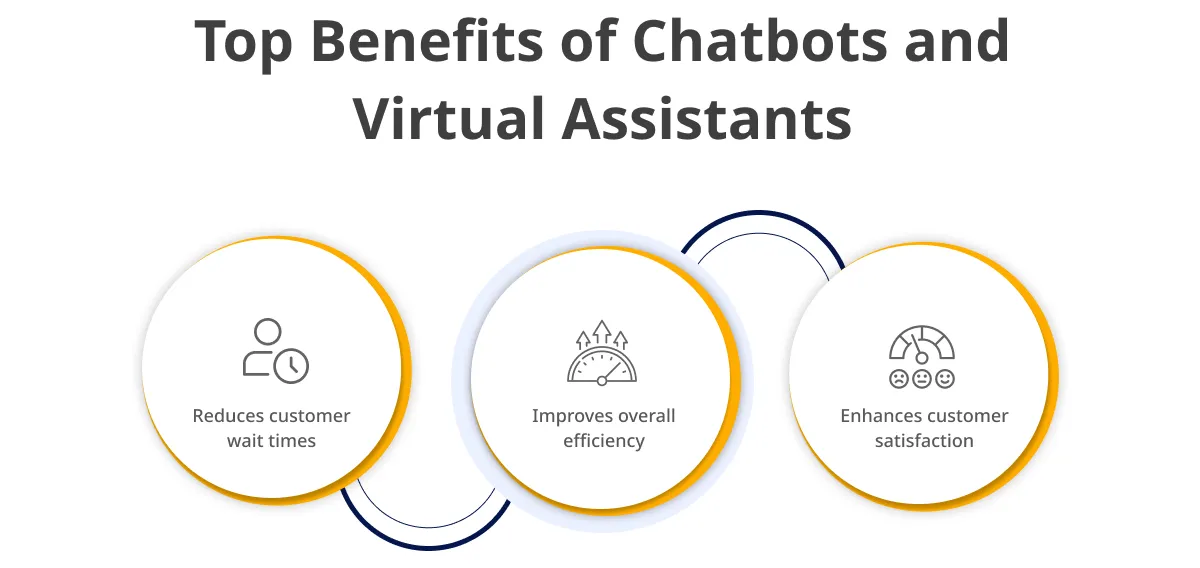 Top Benefits of Chatbots and
Virtual Assistants
Reduces customer
wait times
Improves overall
efficiency
Enhances customer
satisfaction